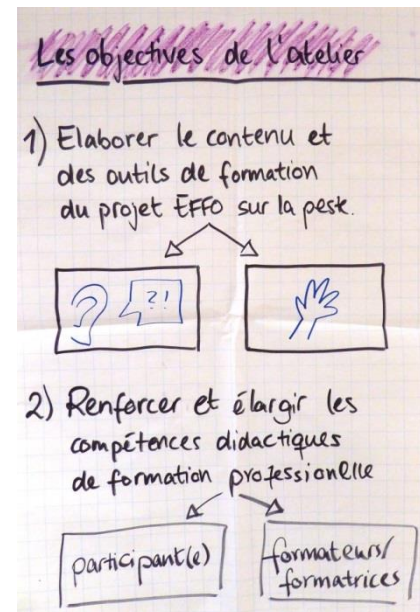 Les objectives de l'atelier
1) Elaborer le contenu et
des outils de formation
du projet EFFO sur la peste.
?!
2) Renforcer et élargir les
compétences didactiques
de formation professionelle
participant(e)
formateurs/
formatrices